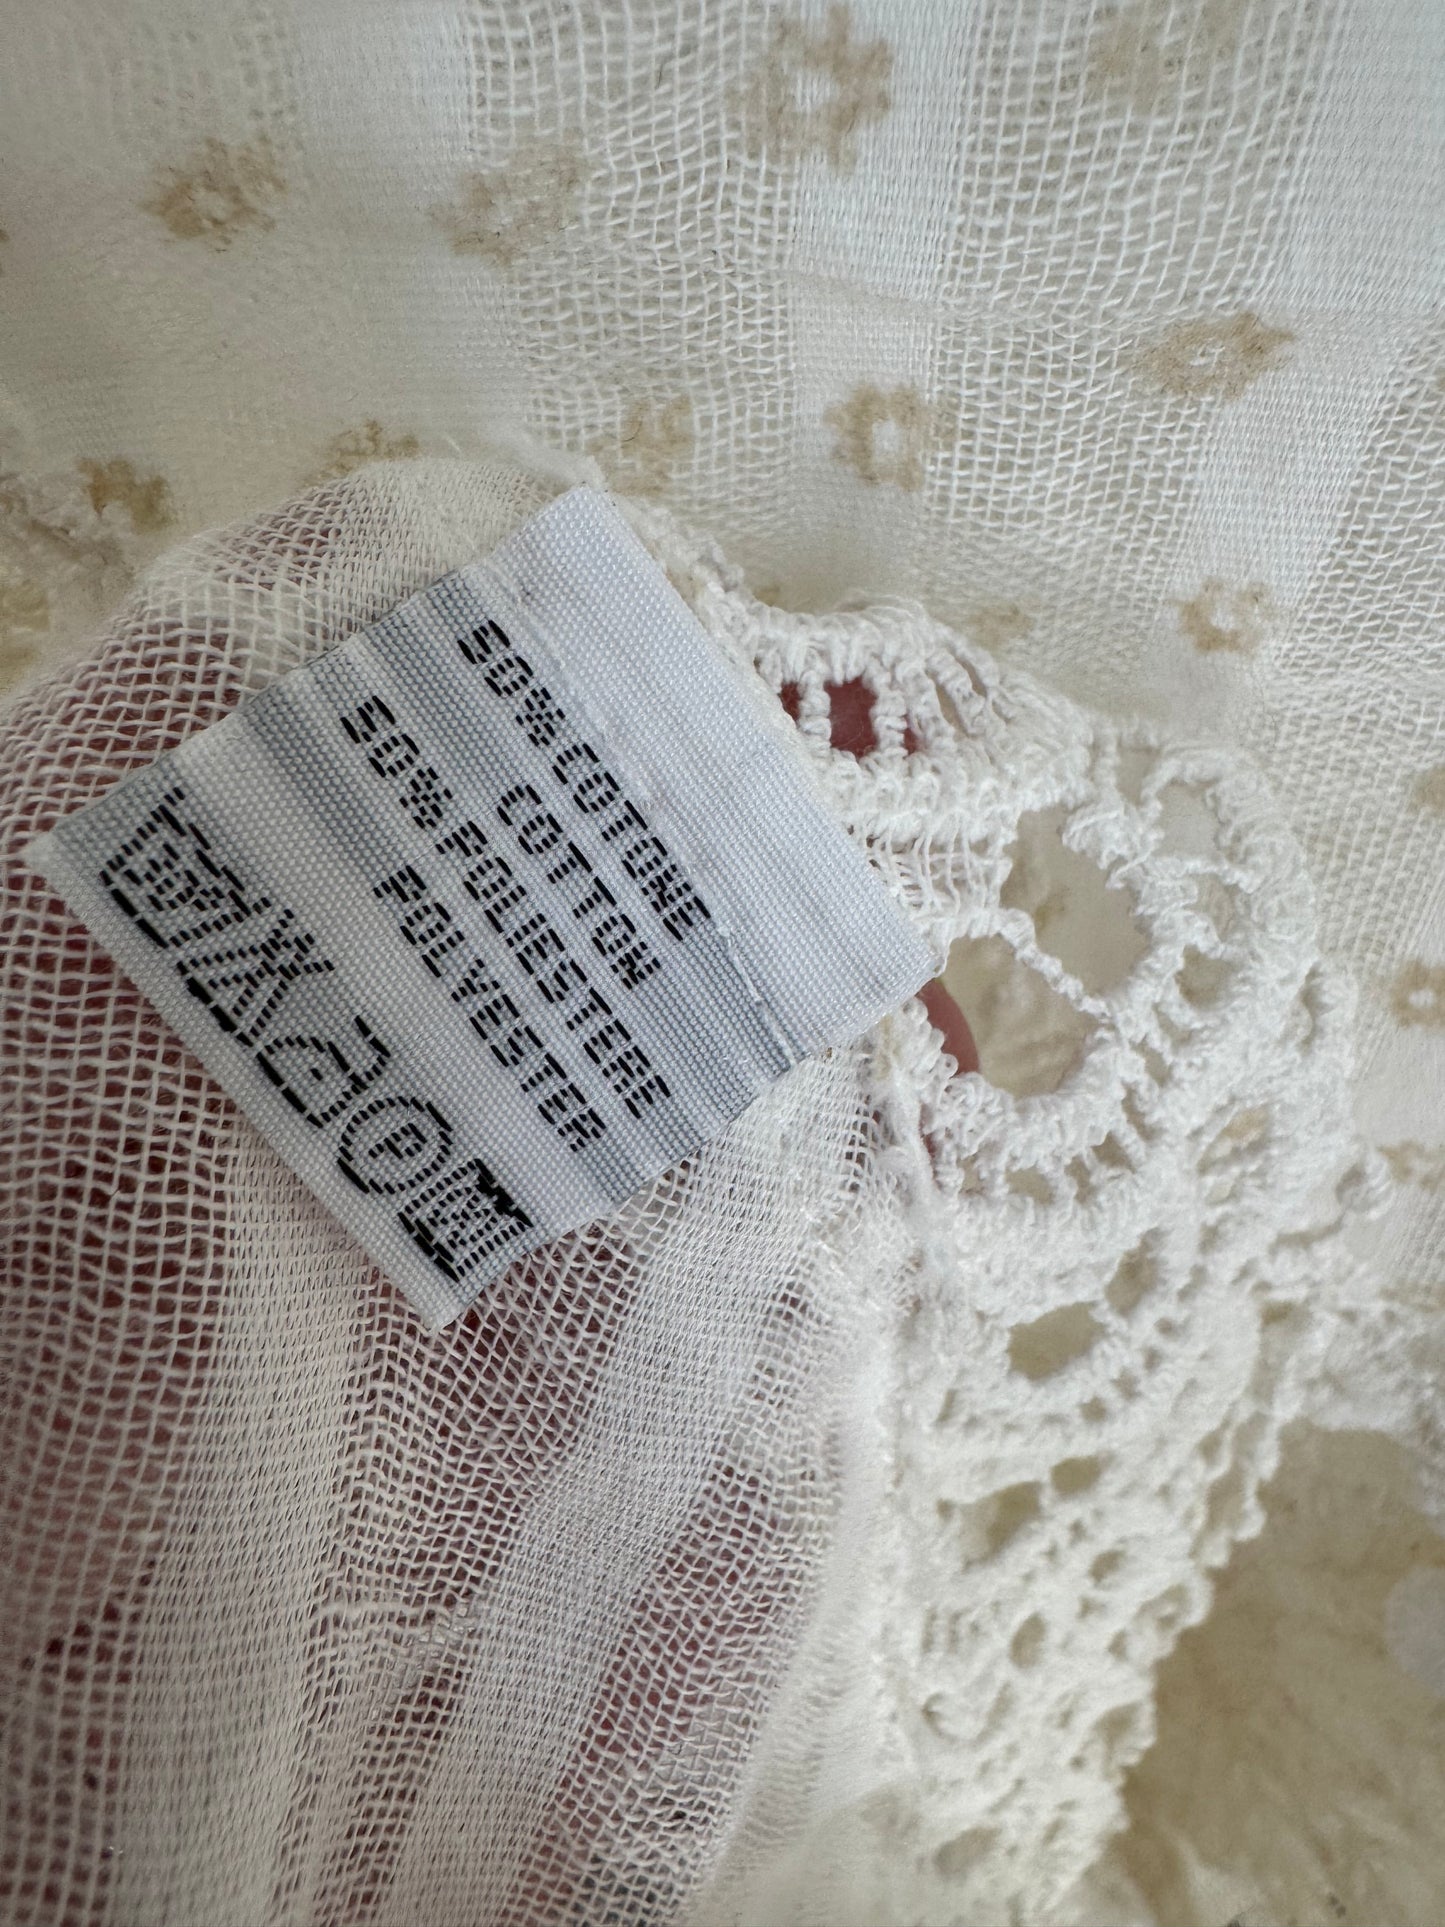 50% COTONE
COTTON
50% POLIESTERE
POLYESTER